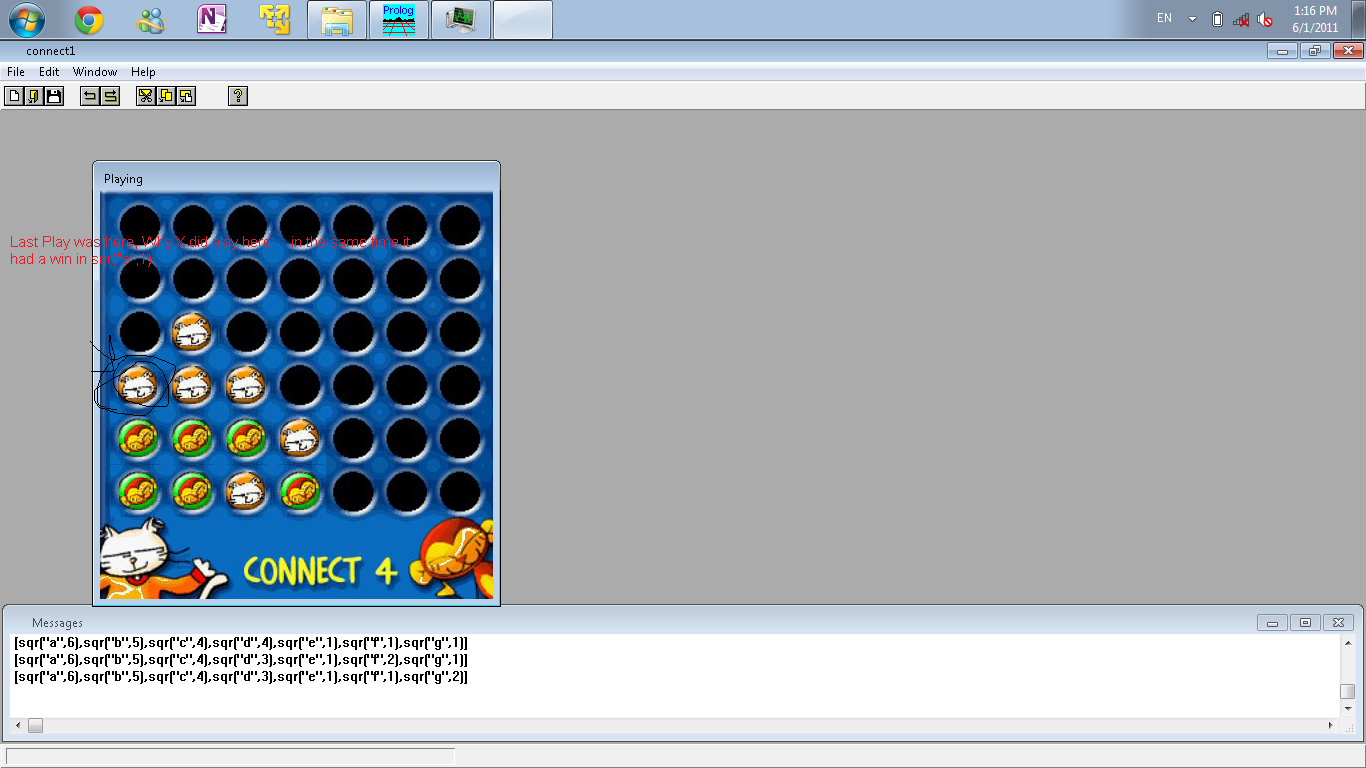 Prolog
EN
1:16 PM
6/1/2011
connect1
File Edit Window Help
Playing
Last Play was here, Why X did play here in the same time it
had a win in sqr(
,1)
CONNECT 4
Messages
[sqr("a",6),sqr("b",5),sqr("c",4),sqr("d",4),sqr("e",1),sqr("f",1),sqr("g",1)]
[sqr("a",6),sqr("b",5),sqr("c",4),sqr("d",3),sqr("e",1),sqr("f",2),sqr("g",1)]
[sqr("a",6),sqr("b",5),sqr("c",4),sqr("d",3),sqr("e",1),sqr("f",1),sqr("g",2)]